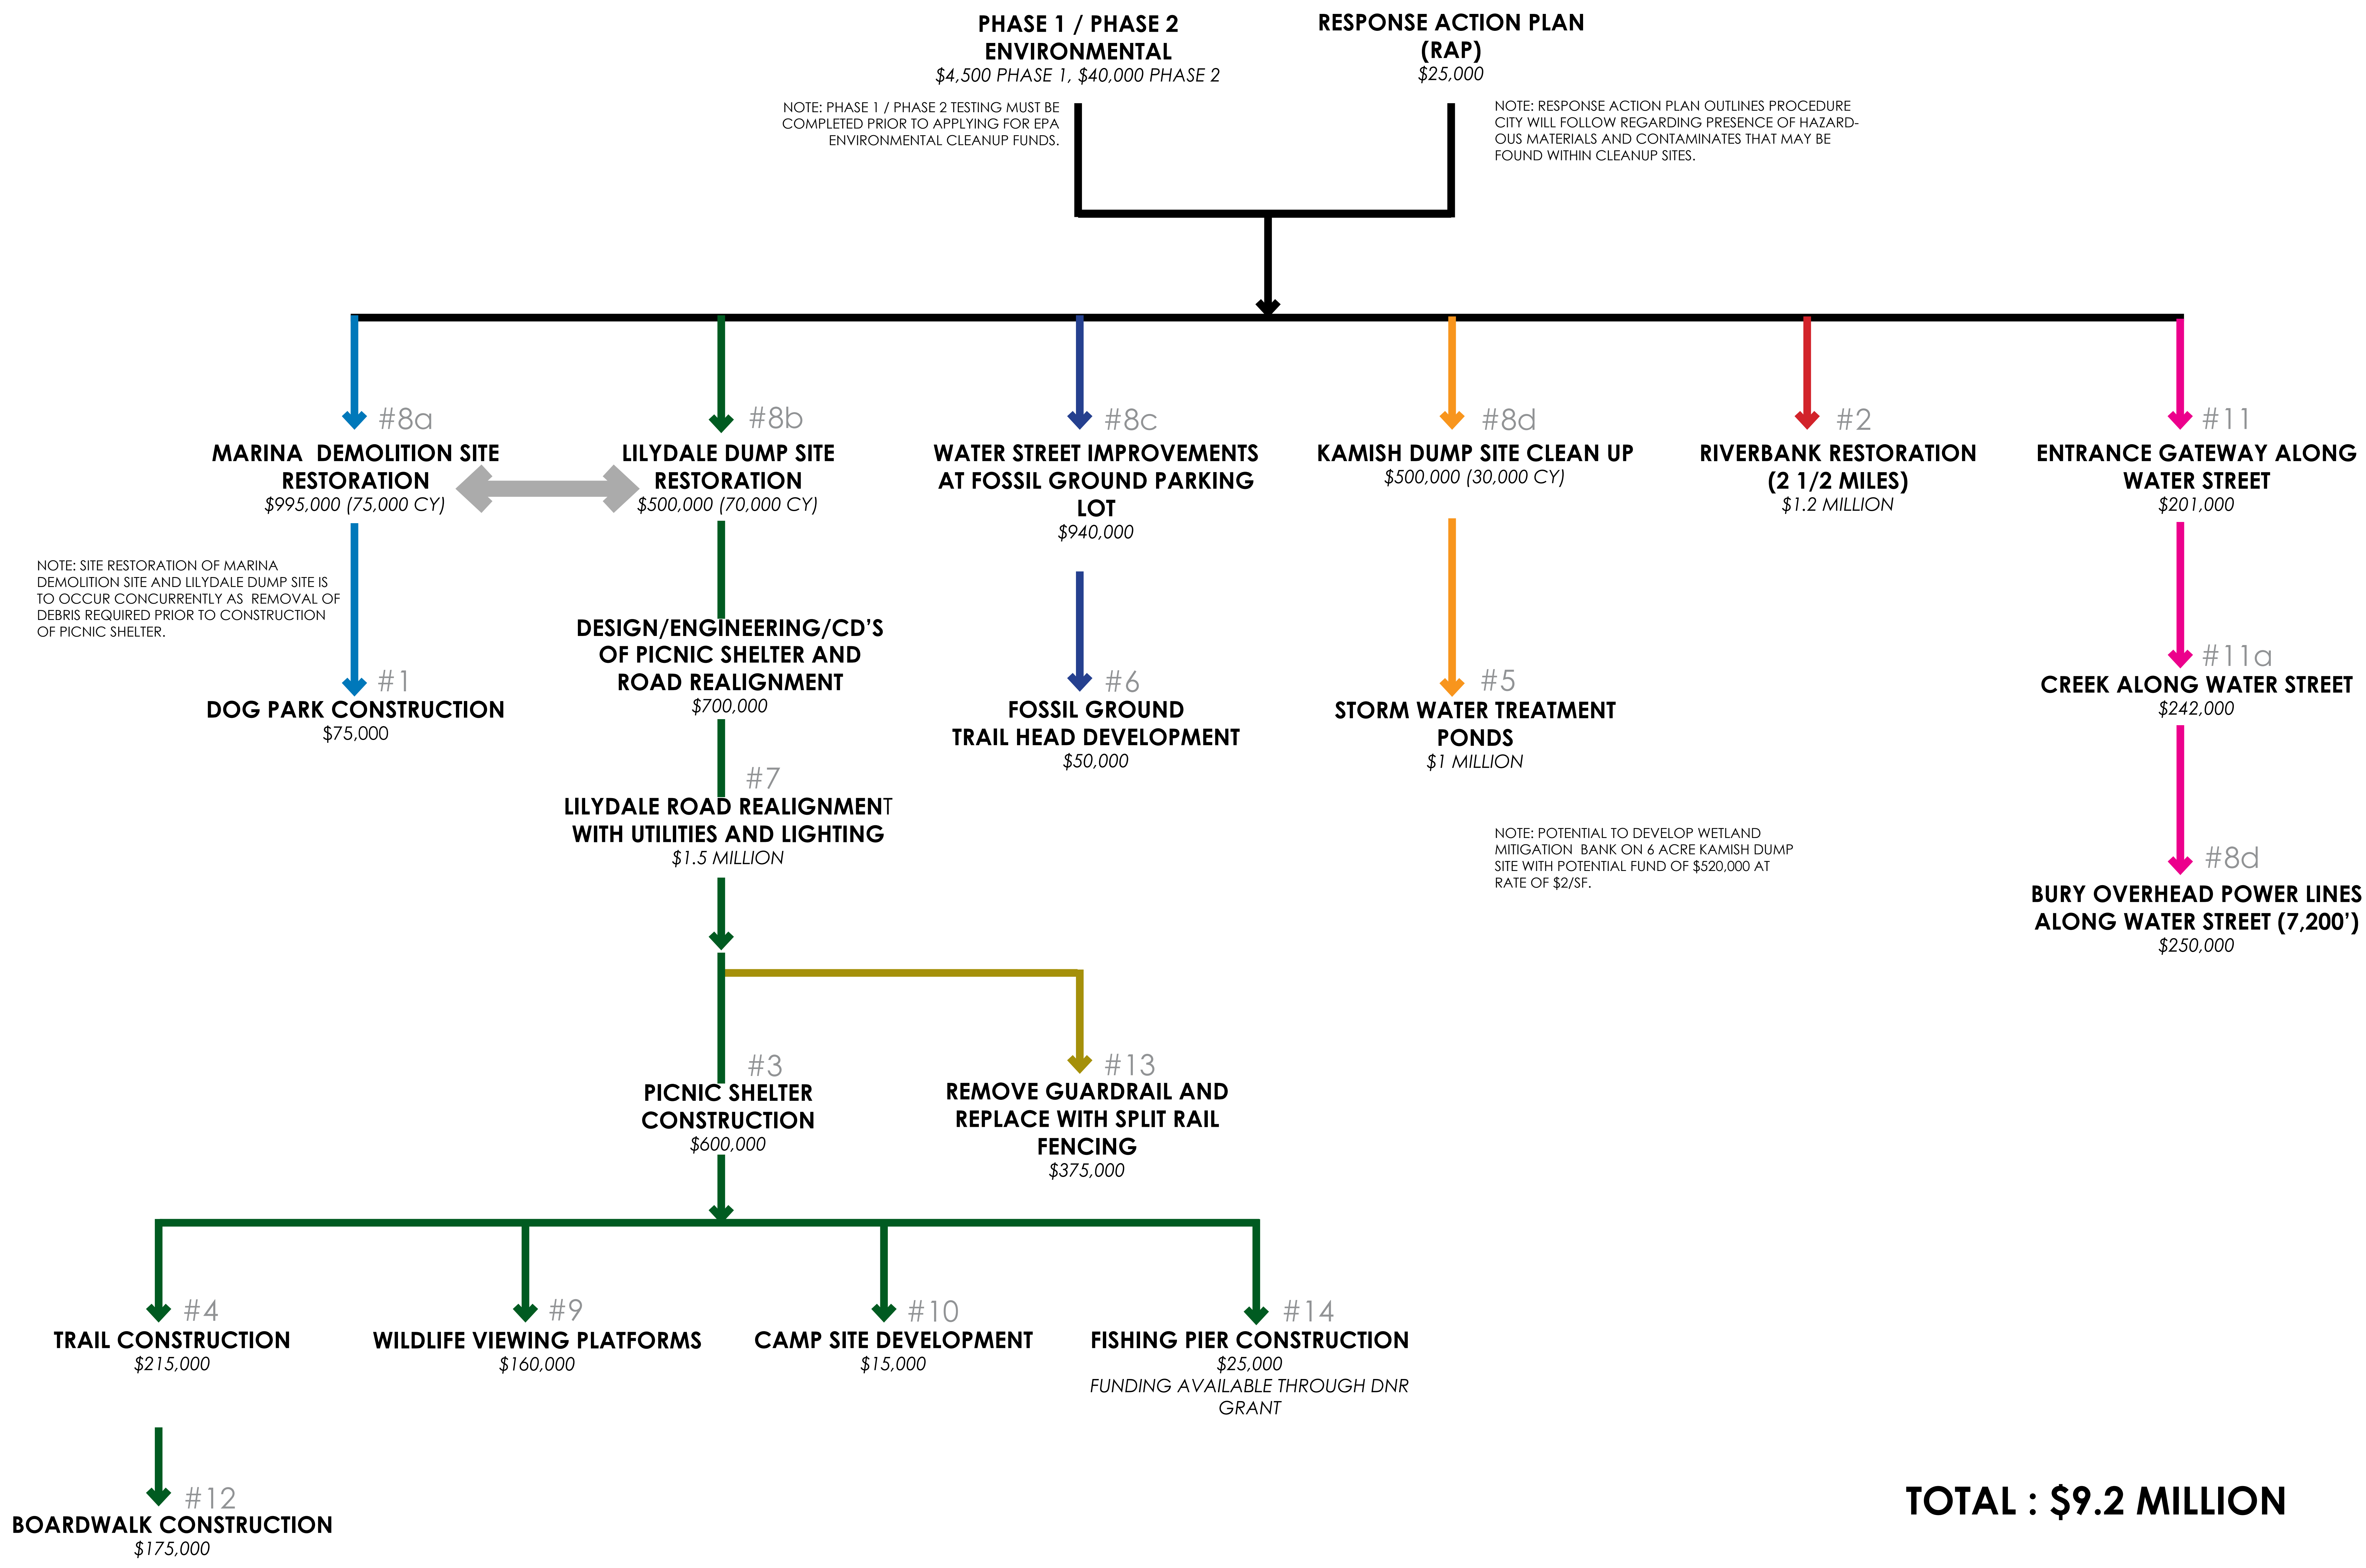 PHASE 1 / PHASE 2
ENVIRONMENTAL
$4,500 PHASE 1, $40,000 PHASE 2
NOTE: PHASE 1 / PHASE 2 TESTING MUST BE
COMPLETED PRIOR TO APPLYING FOR EPA
ENVIRONMENTAL CLEANUP FUNDS.
RESPONSE ACTION PLAN
(RAP)
$25,000
NOTE: RESPONSE ACTION PLAN OUTLINES PROCEDURE
CITY WILL FOLLOW REGARDING PRESENCE OF HAZARD-
OUS MATERIALS AND CONTAMINATES THAT MAY BE
FOUND WITHIN CLEANUP SITES.
#8a
MARINA  DEMOLITION SITE
RESTORATION
$995,000 (75,000 CY)
#8b
LILYDALE DUMP SITE
RESTORATION
$500,000 (70,000 CY)
#8c
WATER STREET IMPROVEMENTS
AT FOSSIL GROUND PARKING
LOT
$940,000
#8d
KAMISH DUMP SITE CLEAN UP
$500,000 (30,000 CY)
#2
RIVERBANK RESTORATION
(2 1/2 MILES)
$1.2 MILLION
#11
ENTRANCE GATEWAY ALONG
WATER STREET
$201,000
NOTE: SITE RESTORATION OF MARINA
DEMOLITION SITE AND LILYDALE DUMP SITE IS
TO OCCUR CONCURRENTLY AS  REMOVAL OF
DEBRIS REQUIRED PRIOR TO CONSTRUCTION
OF PICNIC SHELTER.
#1
DOG PARK CONSTRUCTION
$75,000
DESIGN/ENGINEERING/CD'S
OF PICNIC SHELTER AND
ROAD REALIGNMENT
$700,000
#6
FOSSIL GROUND
TRAIL HEAD DEVELOPMENT
$50,000
#5
STORM WATER TREATMENT
PONDS
$1 MILLION
#11a
CREEK ALONG WATER STREET
$242,000
#7
LILYDALE ROAD REALIGNMENT
WITH UTILITIES AND LIGHTING
$1.5 MILLION
NOTE: POTENTIAL TO DEVELOP WETLAND
MITIGATION  BANK ON 6 ACRE KAMISH DUMP
SITE WITH POTENTIAL FUND OF $520,000 AT
RATE OF $2/SF.
#8d
BURY OVERHEAD POWER LINES
ALONG WATER STREET (7,200')
$250,000
#3
PICNIC SHELTER
CONSTRUCTION
$600,000
#13
REMOVE GUARDRAIL AND
REPLACE WITH SPLIT RAIL
FENCING
$375,000
#4
TRAIL CONSTRUCTION
$215,000
#9
WILDLIFE VIEWING PLATFORMS
$160,000
#10
CAMP SITE DEVELOPMENT
$15,000
#14
FISHING PIER CONSTRUCTION
$25,000
FUNDING AVAILABLE THROUGH DNR
GRANT
#12
BOARDWALK CONSTRUCTION
$175,000
TOTAL : $9.2 MILLION